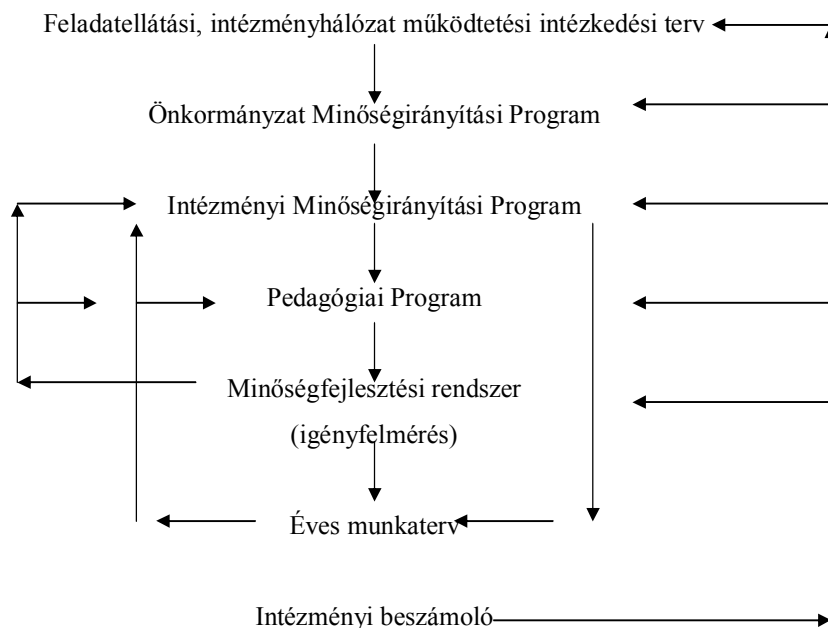 Feladatellátási, intézményhálózat működtetési intézkedési terv
Önkormányzat Minőségirányítási Program
Intézményi Minőségirányítási Program
Pedagógiai Program
Minőségfejlesztési rendszer
(igényfelmérés)
Éves munkaterv
Intézményi beszámoló